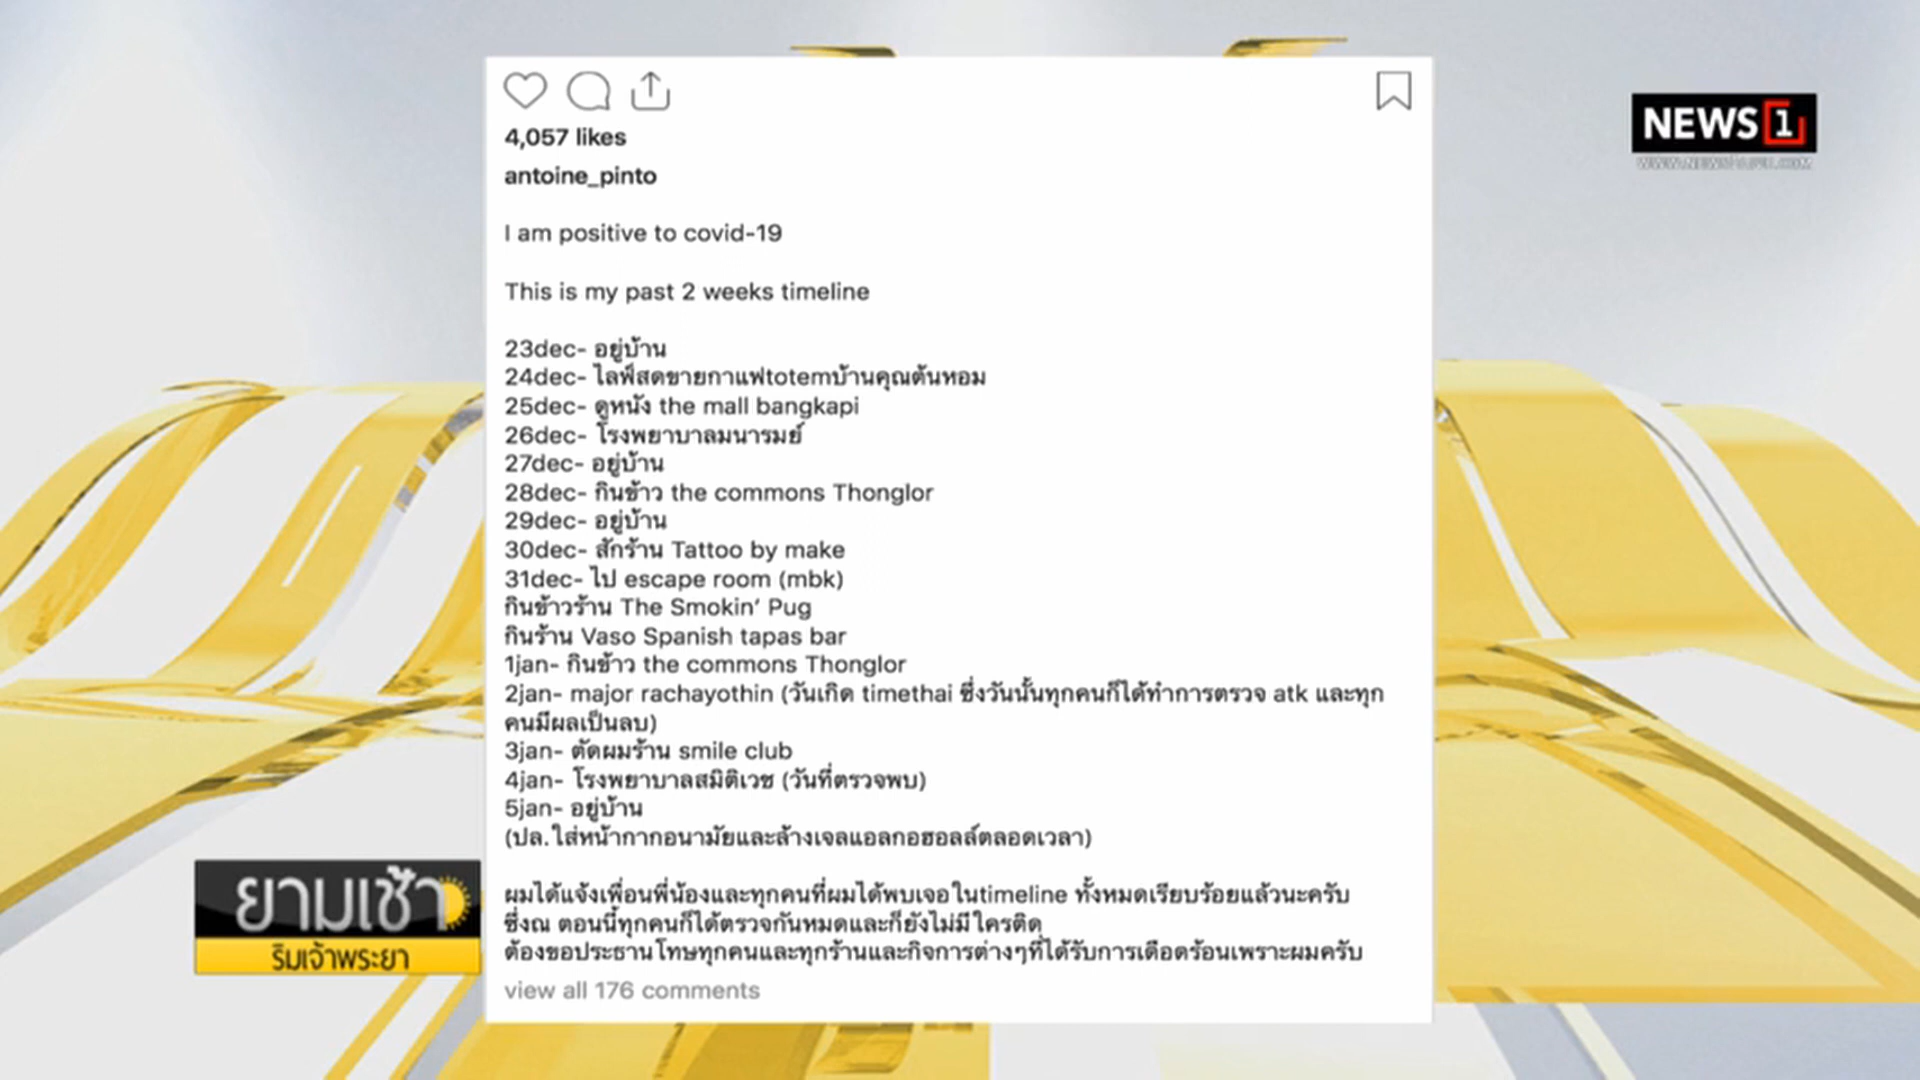 NEWS 1
4,057 likes
antoine_pinto
I am positive to covid-19
This is my past 2 weeks timeline
23dec- อยู่บ้าน
24dec- ไลฟ์สดขายกาแฟtotemบ้านคุณต้นหอม
25dec- ดูหนัง the mall bangkapi
26dec- โรงพยาบาลมนารมย์
27dec- อยู่บ้าน
28dec- กินข้าว the commons Thonglor
29dec- อยู่บ้าน
30dec- สักร้าน Tattoo by make
31dec- ไป escape room (mbk)
กินข้าวร้าน The Smokin’ Pug
กินร้าน Vaso Spanish tapas bar
1jan- กินข้าว the commons Thonglor
2jan- major rachayothin (วันเกิด timethai ซึ่งวันนั้นทุกคนก็ได้ทำการตรวจ atk และทุก
คนมีผลเป็นลบ)
3jan- ตัดผมร้าน smile club
4jan- โรงพยาบาลสมิติเวช (วันที่ตรวจพบ)
5jan- อยู่บ้าน
(ปล.ใส่หน้ากากอนามัยและล้างเจลแอลกอฮอลล์ตลอดเวลา)
ผมได้แจ้งเพื่อนพี่น้องและทุกคนที่ผมได้พบเจอในtimeline ทั้งหมดเรียบร้อยแล้วนะครับ
ซึ่งณ ตอนนี้ทุกคนก็ได้ตรวจกันหมดและก็ยังไม่มีใครติด
ต้องขอประธานโทษทุกคนและทุกร้านและกิจการต่างๆที่ได้รับการเดือดร้อนเพราะผมครับ
view all 176 comments
ยามเช้า
ริมเจ้าพระยา